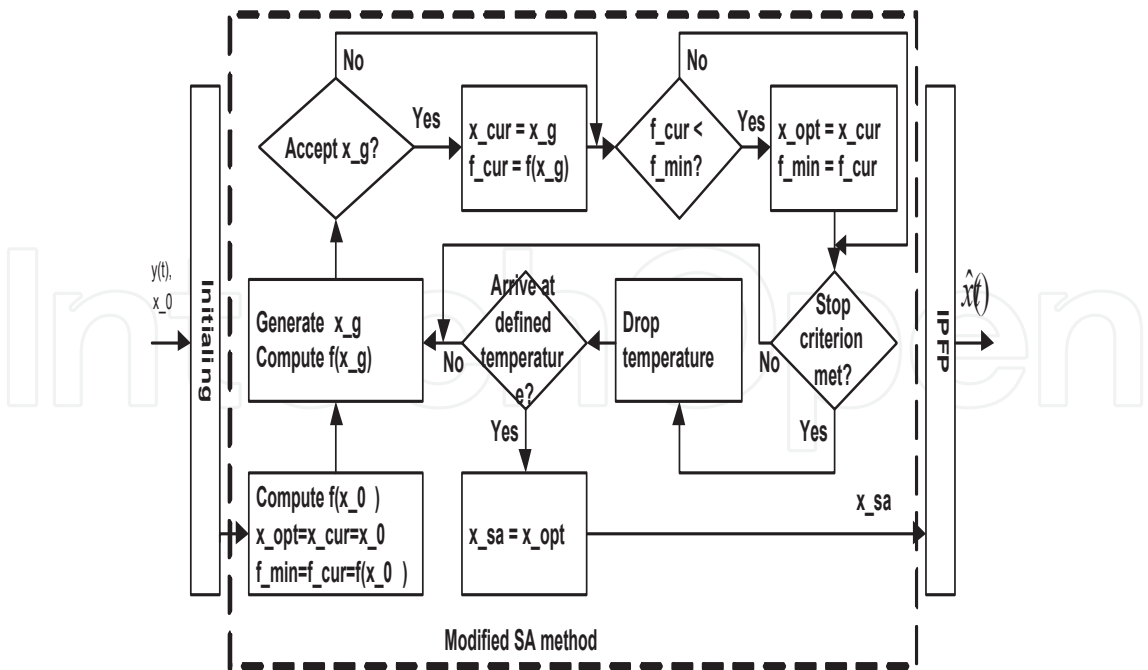 No
No
Accept x_g?
Yes
x_cur = x_g
f_cur = f(x_g)
f_cur <
f_min?
Yes
x_opt = x_cur
f_min = f_cur
y(t),
x_0
Initialing
Generate x_g
Compute f(x_g)
No
Arrive at
defined
temperatur
e?
Yes
Drop
temperature
No
Stop
criterion
met?
Yes
IPFP
x̂(t)
Compute f(x_0 )
x_opt=x_cur=x_0
f_min=f_cur=f(x_0 )
x_sa = x_opt
x_sa
Modified SA method
IntechOpen